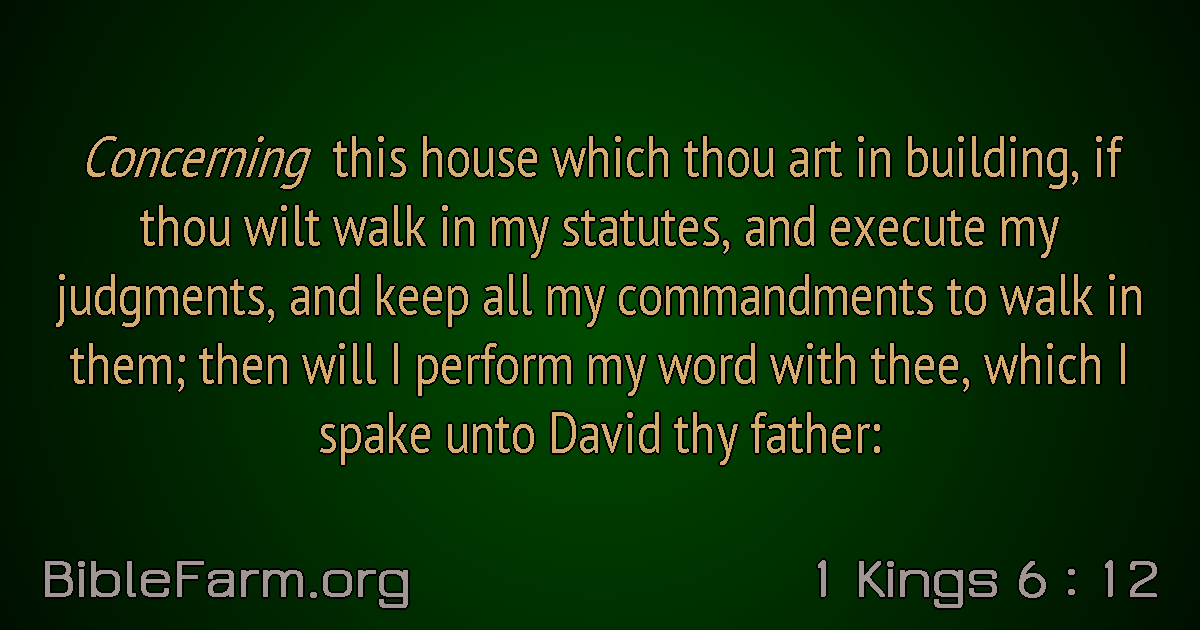 Concerning this house which thou art in building, if
thou wilt walk in my statutes, and execute my
judgments, and keep all my commandments to walk in
them; then will I perform my word with thee, which I
spake unto David thy father:
BibleFarm.org
1 Kings 6 : 12